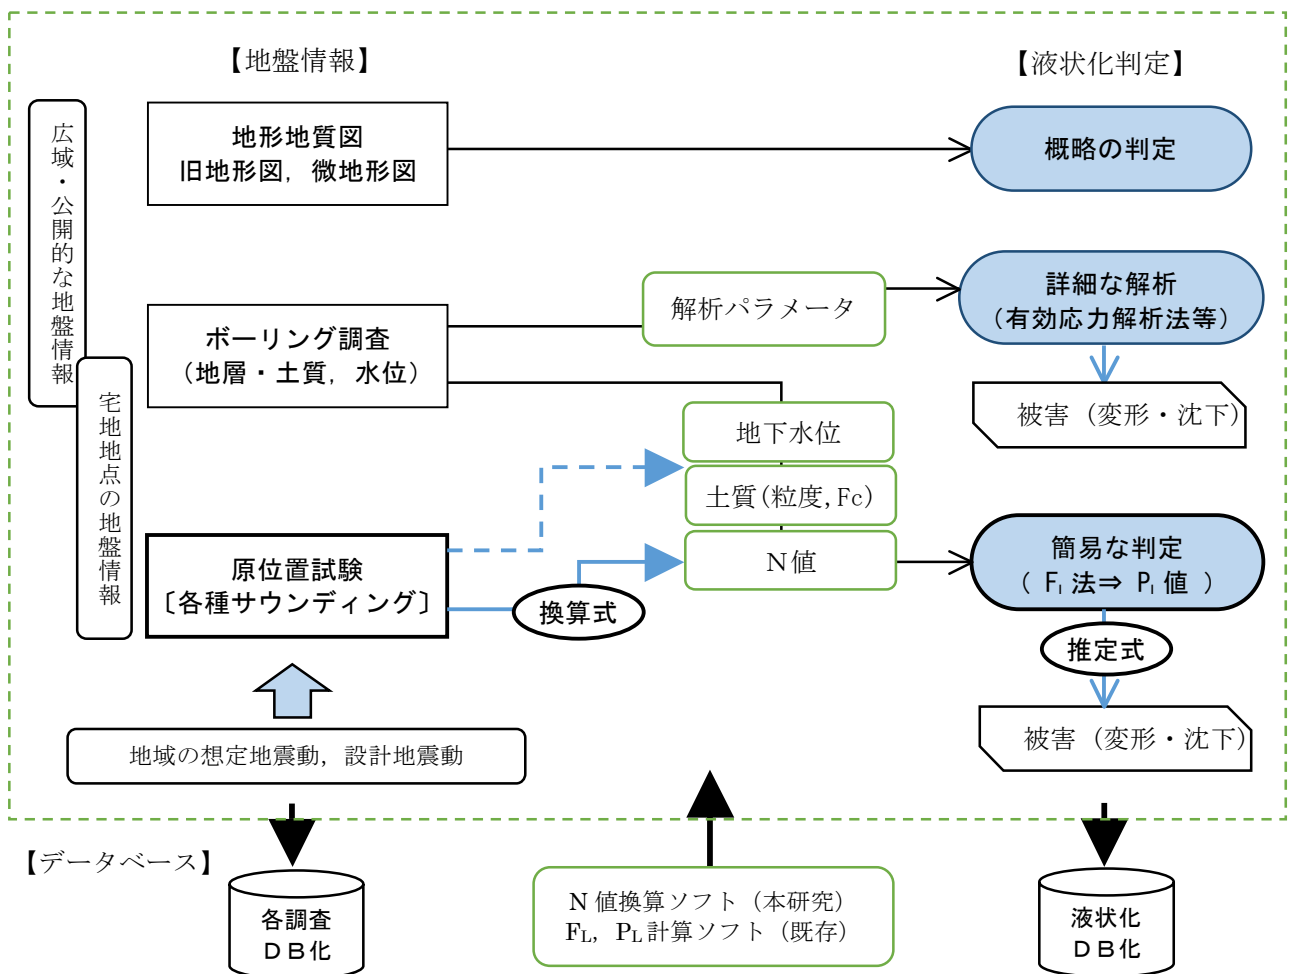 【地盤情報】
【液状化判定】
広域・公開的な地盤情報
地形地質図
旧地形図，微地形図
概略の判定
ボーリング調査
（地層・土質，水位）
解析パラメータ
詳細な解析
（有効応力解析法等）
被害（変形・沈下）
宅地地点の地盤情報
地下水位
土質(粒度,Fc)
N値
原位置試験
〔各種サウンディング〕
換算式
簡易な判定
（ FL法⇒ PL値 ）
推定式
被害（変形・沈下）
地域の想定地震動，設計地震動
【データベース】
各調査
ＤＢ化
N 値換算ソフト（本研究）
FL，PL計算ソフト（既存）
液状化
ＤＢ化